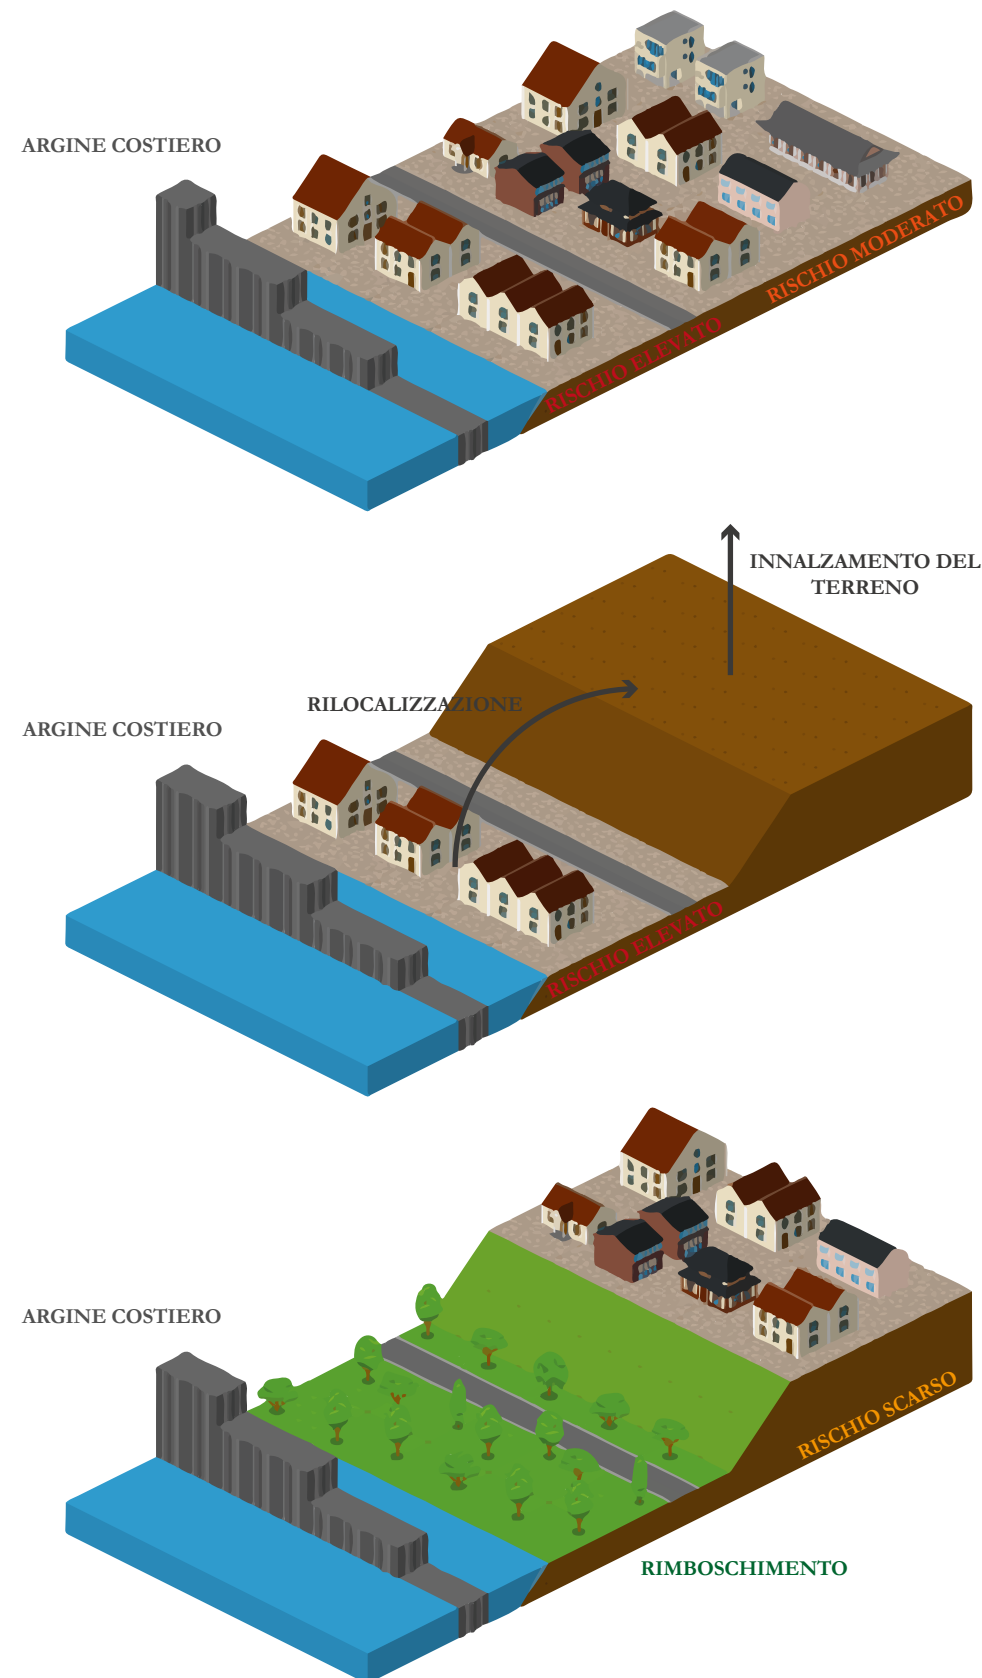 ARGINE COSTIERO
RISCHIO MODERATO
RISCHIO ELEVATO
INNALZAMENTO DEL
TERRENO
RILOCALIZZAZIONE
ARGINE COSTIERO
RISCHIO ELEVATO
ARGINE COSTIERO
RISCHIO SCARSO
RIMBOSCHIMENTO